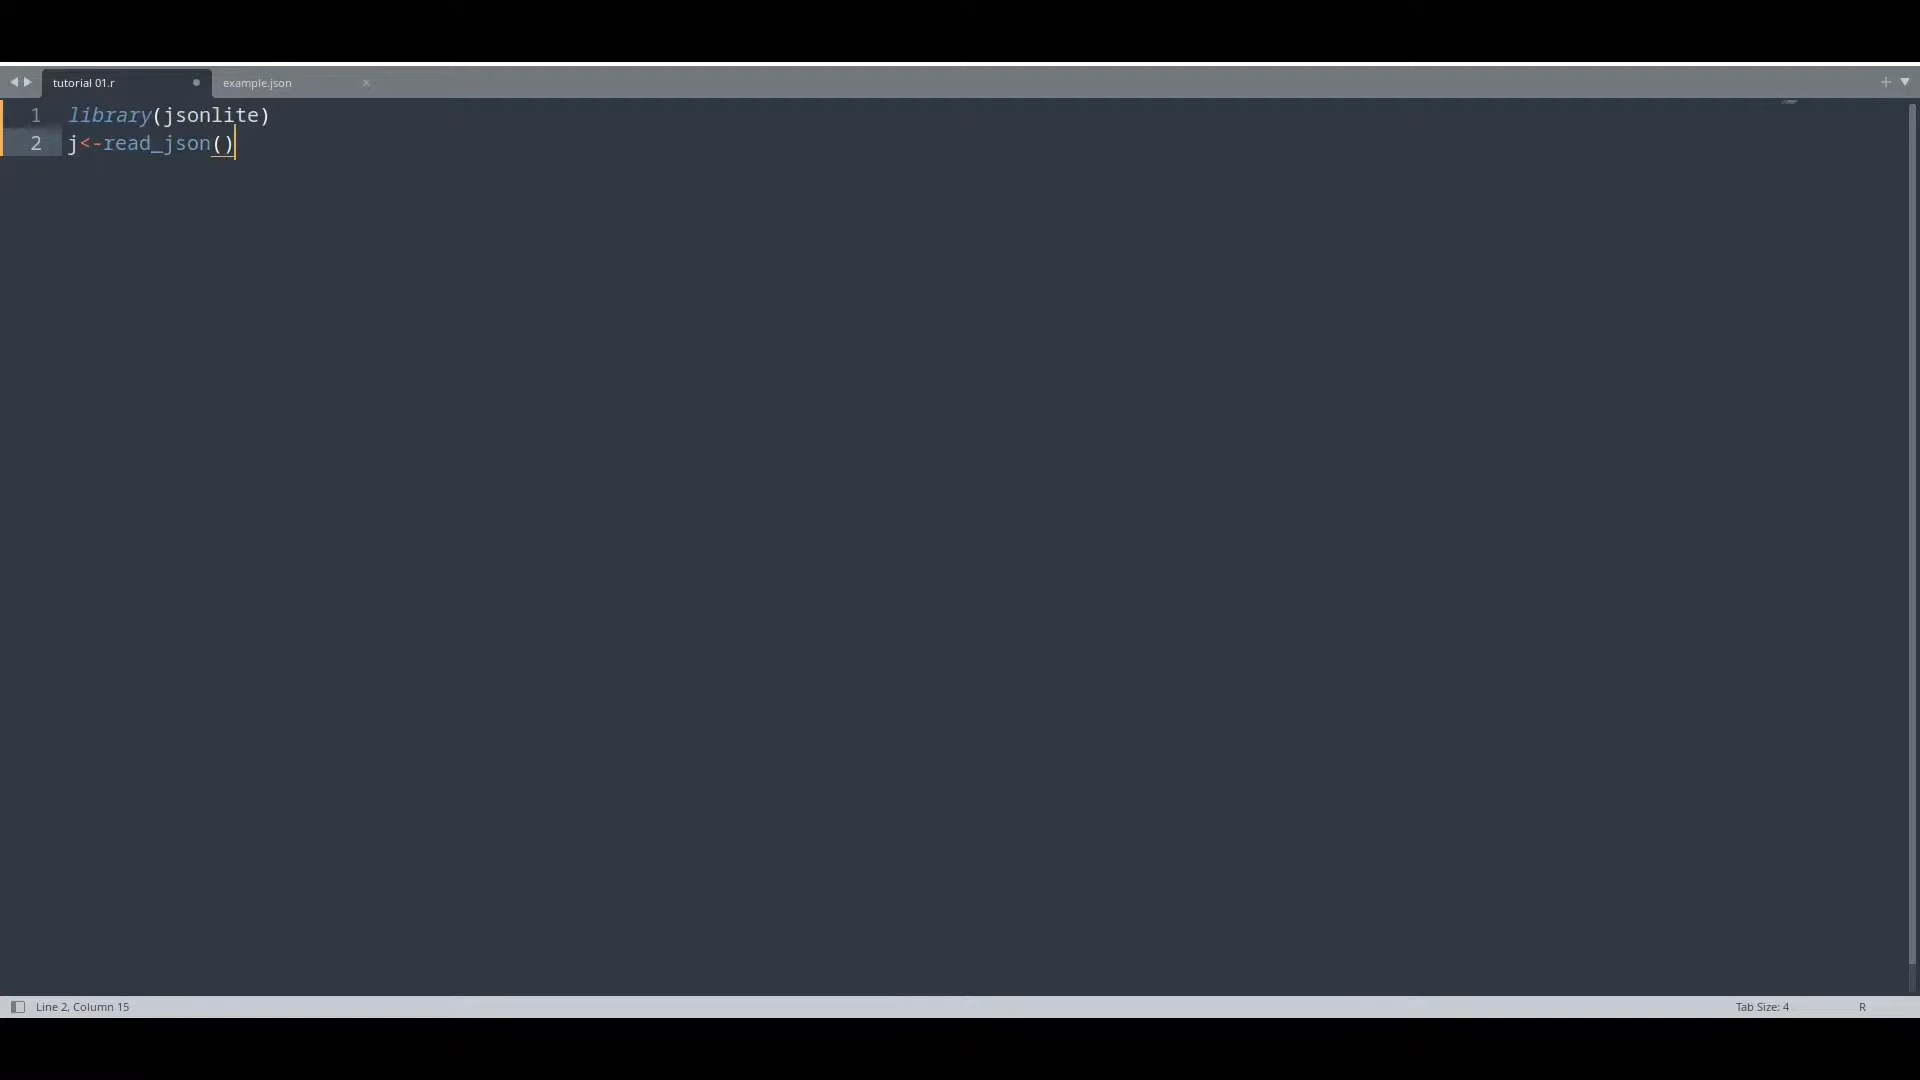 tutorial 01.r
example.json
1 library(jsonlite)
2 j<-read_json()
Line 2, Column 15
Tab Size: 4
R